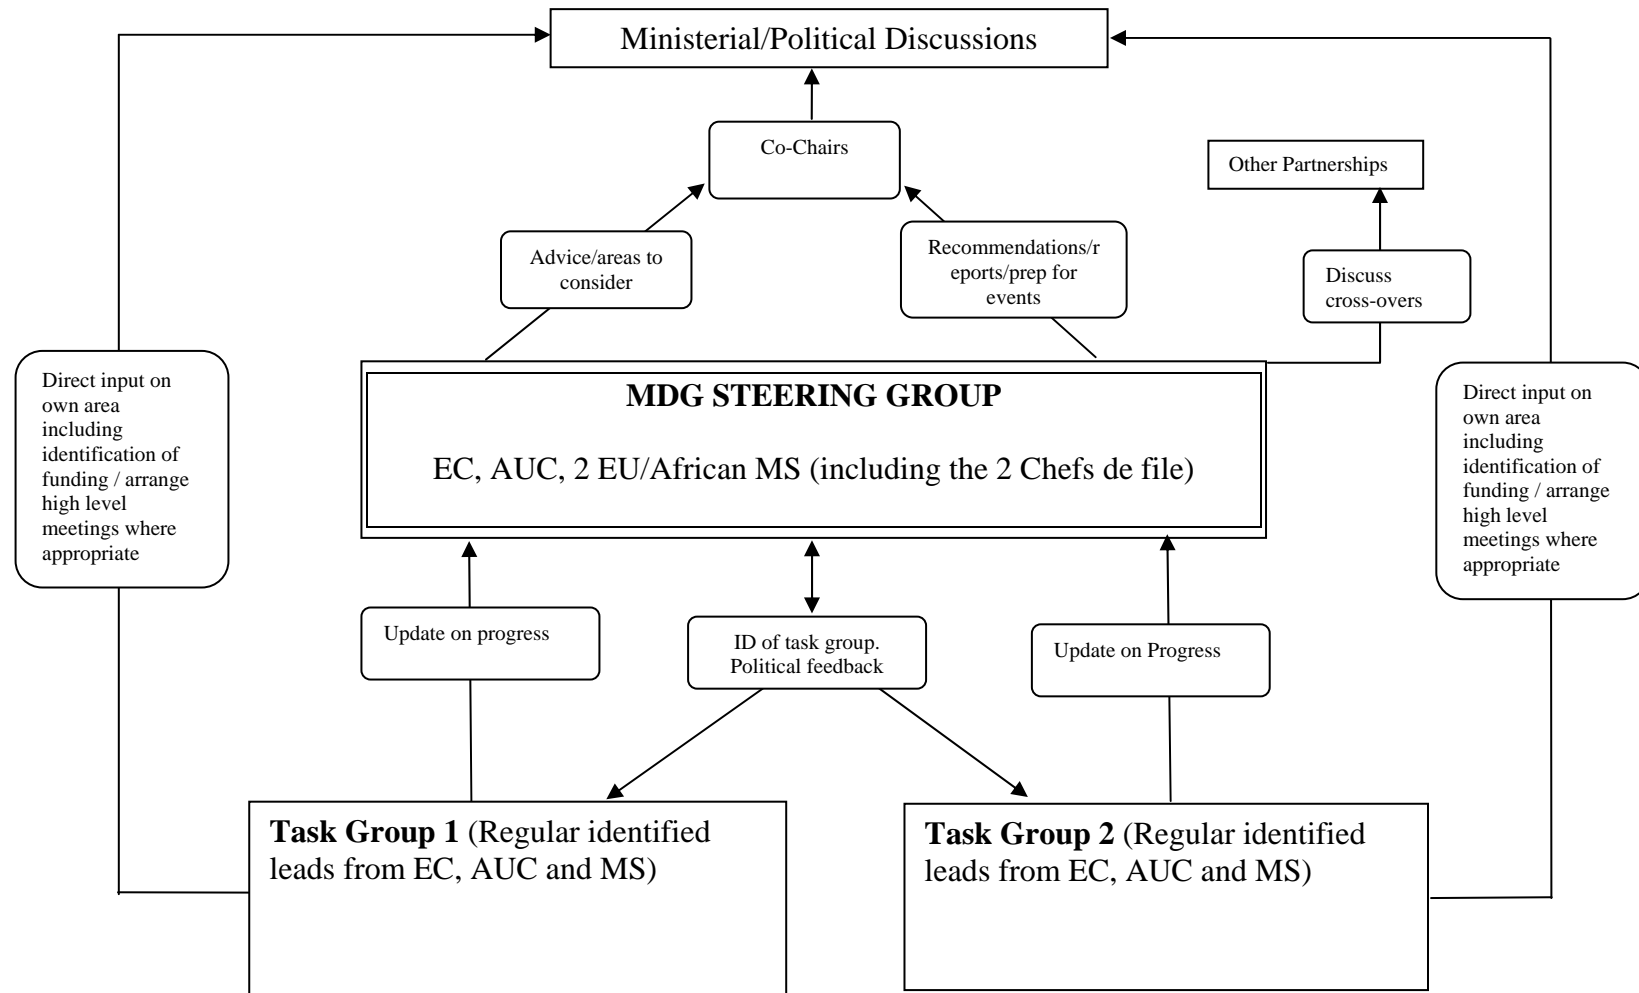 Ministerial/Political Discussions
Co-Chairs
Other Partnerships
Advice/areas to
consider
Recommendations/r
eports/prep for
events
Discuss
cross-overs
Direct input on
own area
including
identification of
funding / arrange
high level
meetings where
appropriate
MDG STEERING GROUP
EC, AUC, 2 EU/African MS (including the 2 Chefs de file)
Direct input on
own area
including
identification of
funding / arrange
high level
meetings where
appropriate
Update on progress
ID of task group.
Political feedback
Update on Progress
Task Group 1 (Regular identified
leads from EC, AUC and MS)
Task Group 2 (Regular identified
leads from EC, AUC and MS)